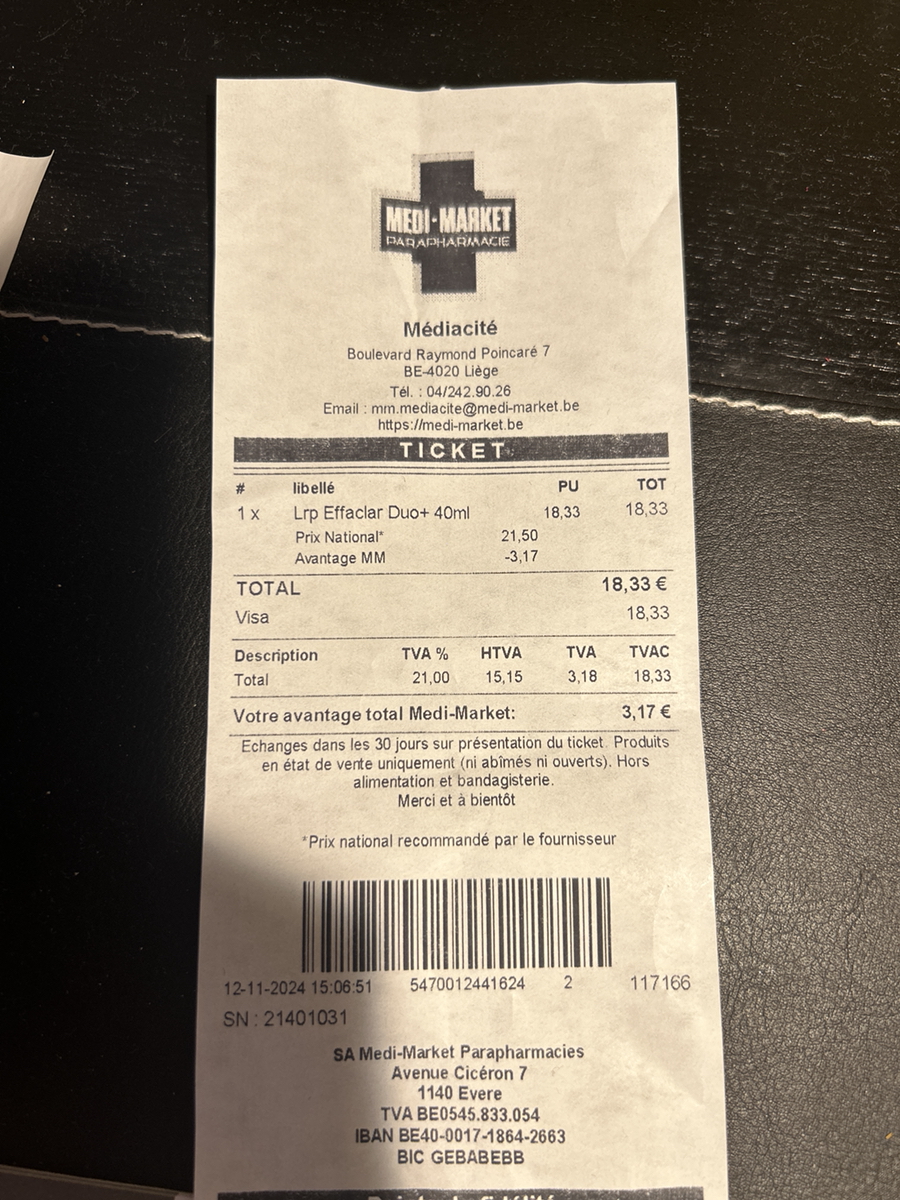 MEDI-MARKET
PARAPHARMACIE
Médiacité
Boulevard Raymond Poincaré 7
BE-4020 Liège
Tél. : 04/242.90.26
Email : mm.mediacite@medi-market.be
https://medi-market.be
TICKET
# libellé PU TOT
1 x Lrp Effaclar Duo+ 40ml 18,33 18,33
Prix National* 21,50
Avantage MM -3,17
TOTAL 18,33 €
Visa 18,33
Description TVA % HTVA TVA TVAC
Total 21,00 15,15 3,18 18,33
Votre avantage total Medi-Market: 3,17 €
Echanges dans les 30 jours sur présentation du ticket. Produits
en état de vente uniquement (ni abîmés ni ouverts). Hors
alimentation et bandagisterie.
Merci et à bientôt
*Prix national recommandé par le fournisseur
12-11-2024 15:06:51 5470012441624 2 117166
SN : 21401031
SA Medi-Market Parapharmacies
Avenue Cicéron 7
1140 Evere
TVA BE0545.833.054
IBAN BE40-0017-1864-2663
BIC GEBABEBB